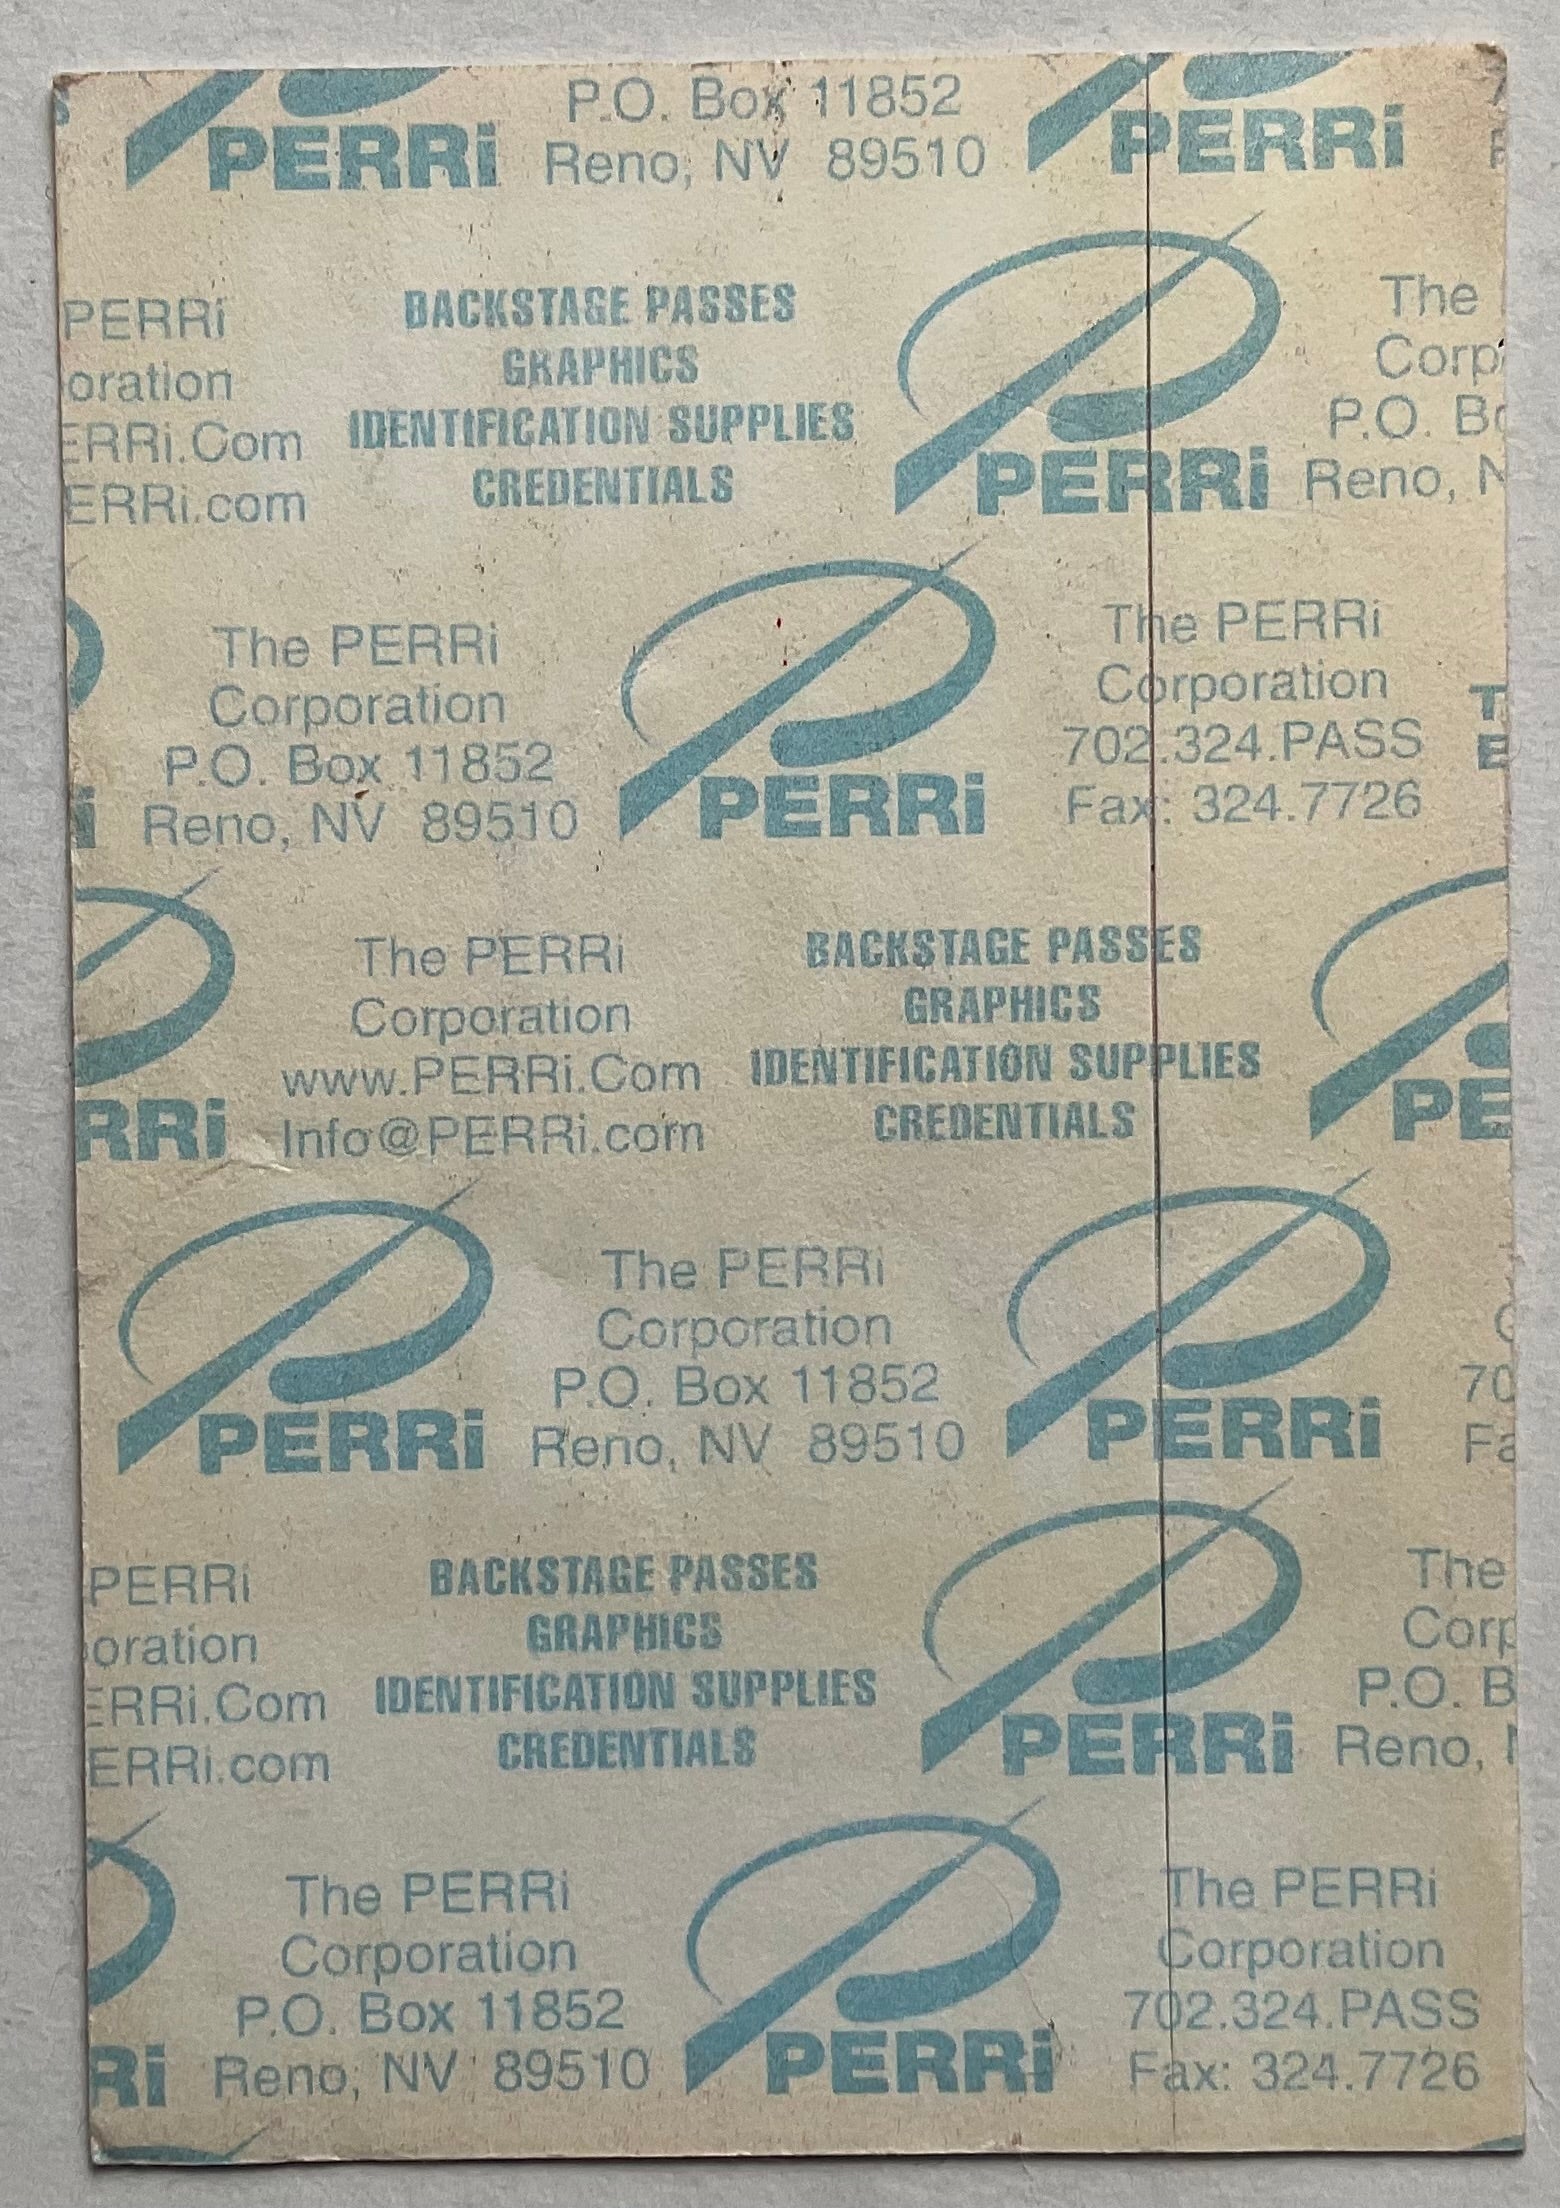 PERRi
P.O. Box 11852
Reno, NV 89510
PERRi
PERRi
oration
ERRi.Com
ERRi.com
BACKSTAGE PASSES
GRAPHICS
IDENTIFICATION SUPPLIES
CREDENTIALS
PERRi
The
Corp
P.O. Bo
Reno, N
i
The PERRi
Corporation
P.O. Box 11852
Reno, NV 89510
PERRi
The PERRi
Corporation
702.324.PASS
Fax: 324.7726
T
E
RRi
The PERRi
Corporation
www.PERRi.Com
Info@PERRi.com
BACKSTAGE PASSES
GRAPHICS
IDENTIFICATION SUPPLIES
CREDENTIALS
PE
PERRi
The PERRi
Corporation
P.O. Box 11852
Reno, NV 89510
PERRi
70
Fa
PERRi
oration
ERRi.Com
ERRi.com
BACKSTAGE PASSES
GRAPHICS
IDENTIFICATION SUPPLIES
CREDENTIALS
PERRi
The
Corp
P.O. B
Reno,
Ri
The PERRi
Corporation
P.O. Box 11852
Reno, NV 89510
PERRi
The PERRi
Corporation
702.324.PASS
Fax: 324.7726